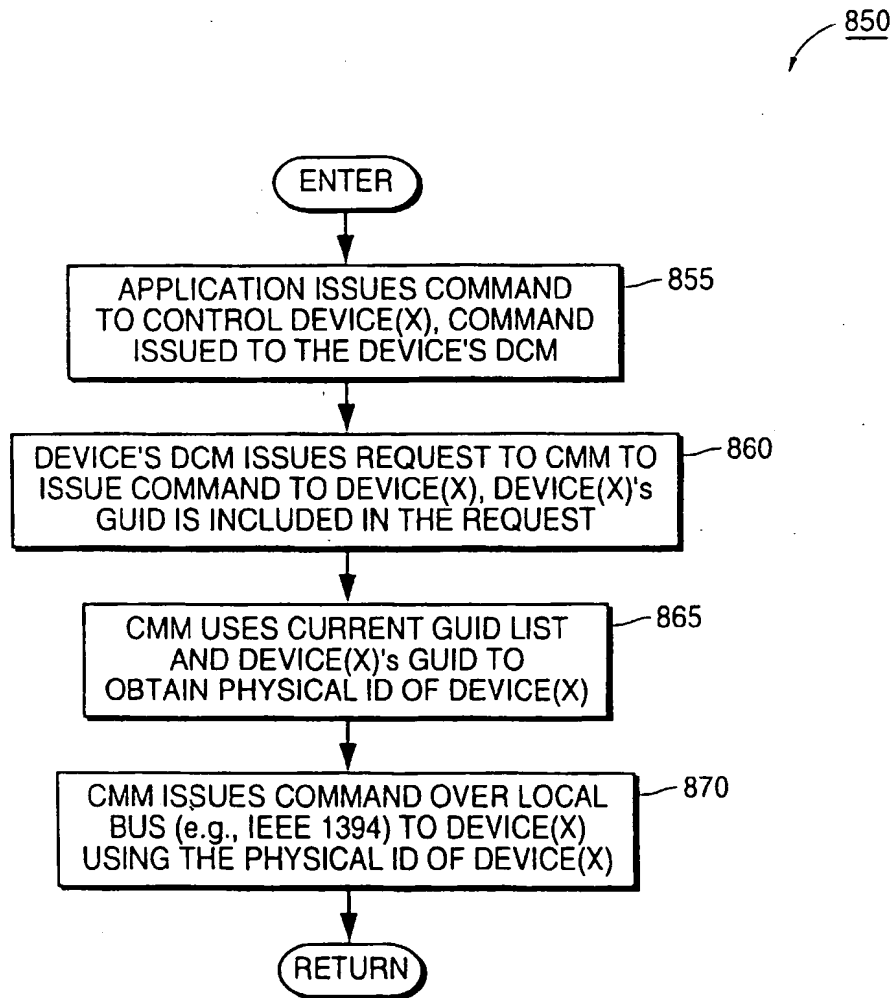 850
ENTER
APPLICATION ISSUES COMMAND
TO CONTROL DEVICE(X), COMMAND
ISSUED TO THE DEVICE'S DCM
855
DEVICE'S DCM ISSUES REQUEST TO CMM TO
ISSUE COMMAND TO DEVICE(X), DEVICE(X)'s
GUID IS INCLUDED IN THE REQUEST
860
CMM USES CURRENT GUID LIST
AND DEVICE(X)'s GUID TO
OBTAIN PHYSICAL ID OF DEVICE(X)
865
CMM ISSUES COMMAND OVER LOCAL
BUS (e.g., IEEE 1394) TO DEVICE(X)
USING THE PHYSICAL ID OF DEVICE(X)
870
RETURN